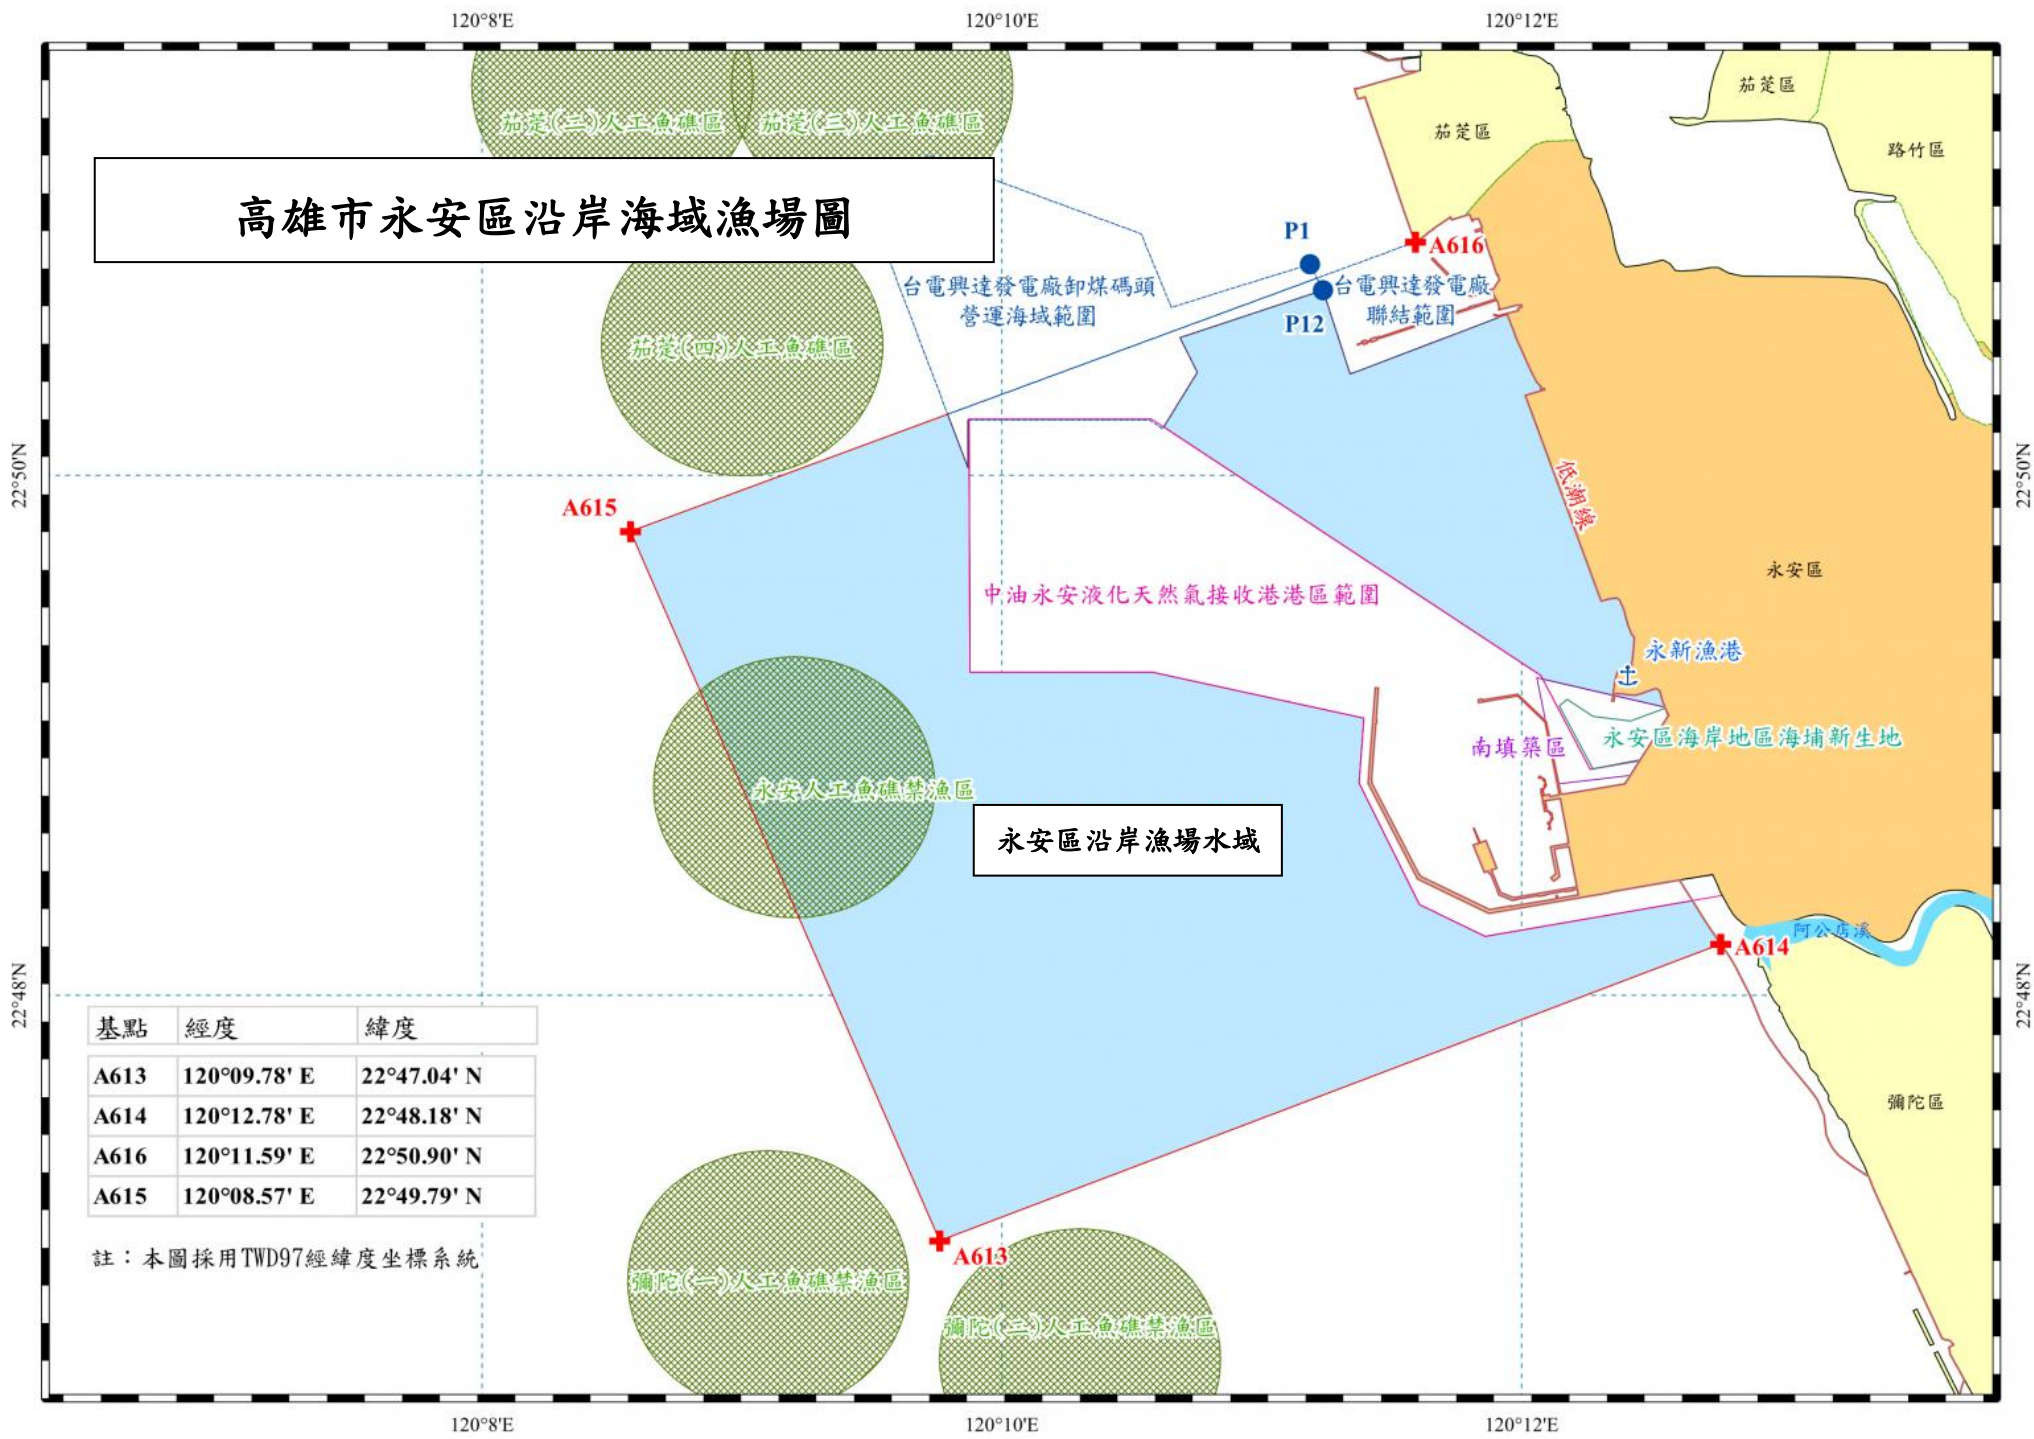 120°8'E
120°10'E
120°12'E
茄萣(三)人工魚礁區
茄萣(三)人工魚礁區
茄萣區
茄萣區
路竹區
高雄市永安區沿岸海域漁場圖
P1
A616
台電興達發電廠卸煤碼頭
營運海域範圍
台電興達發電廠
聯結範圍
P12
茄萣(四)人工魚礁區
22°50'N
22°50'N
A615
低潮線
永安區
中油永安液化天然氣接收港港區範圍
永新漁港
南填築區
永安區海岸地區海埔新生地
永安人工魚礁禁漁區
永安區沿岸漁場水域
阿公店溪
A614
22°48'N
22°48'N
基點 經度 緯度
A613 120°09.78' E 22°47.04' N
A614 120°12.78' E 22°48.18' N
A616 120°11.59' E 22°50.90' N
A615 120°08.57' E 22°49.79' N
彌陀區
註：本圖採用TWD97經緯度坐標系統
A613
彌陀(一)人工魚礁禁漁區
彌陀(二)人工魚礁禁漁區
120°8'E
120°10'E
120°12'E